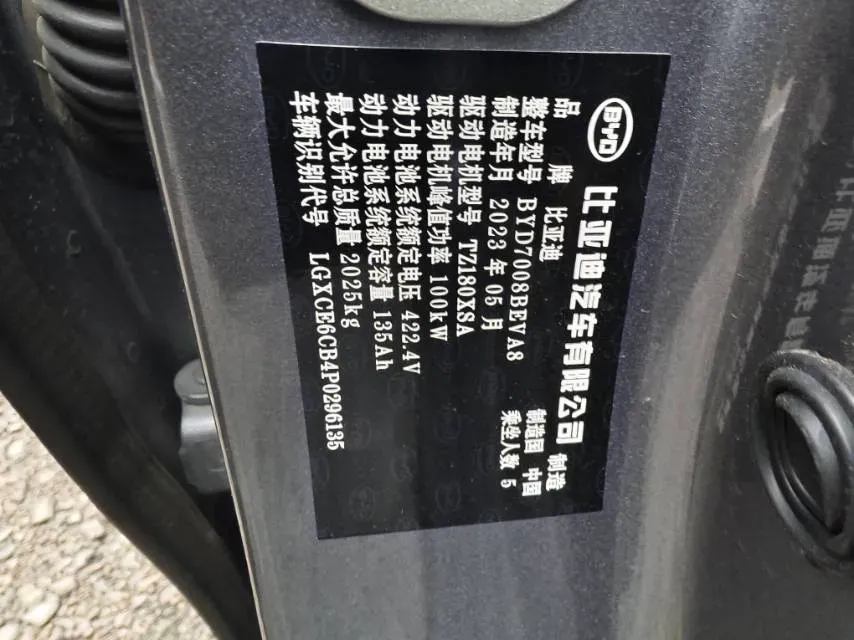 BYD 比亚迪汽车有限公司 制造
品 牌 比亚迪 制造国 中国
整车型号 BYD7008BEVA8 乘坐人数 5
制造年月 2023 年 05 月
驱动电机型号 TZ180XSA
驱动电机峰值功率 100kW
动力电池系统额定电压 422.4V
动力电池系统额定容量 135Ah
最大允许总质量 2025kg
车辆识别代号 LGXCE6CB4P0296135